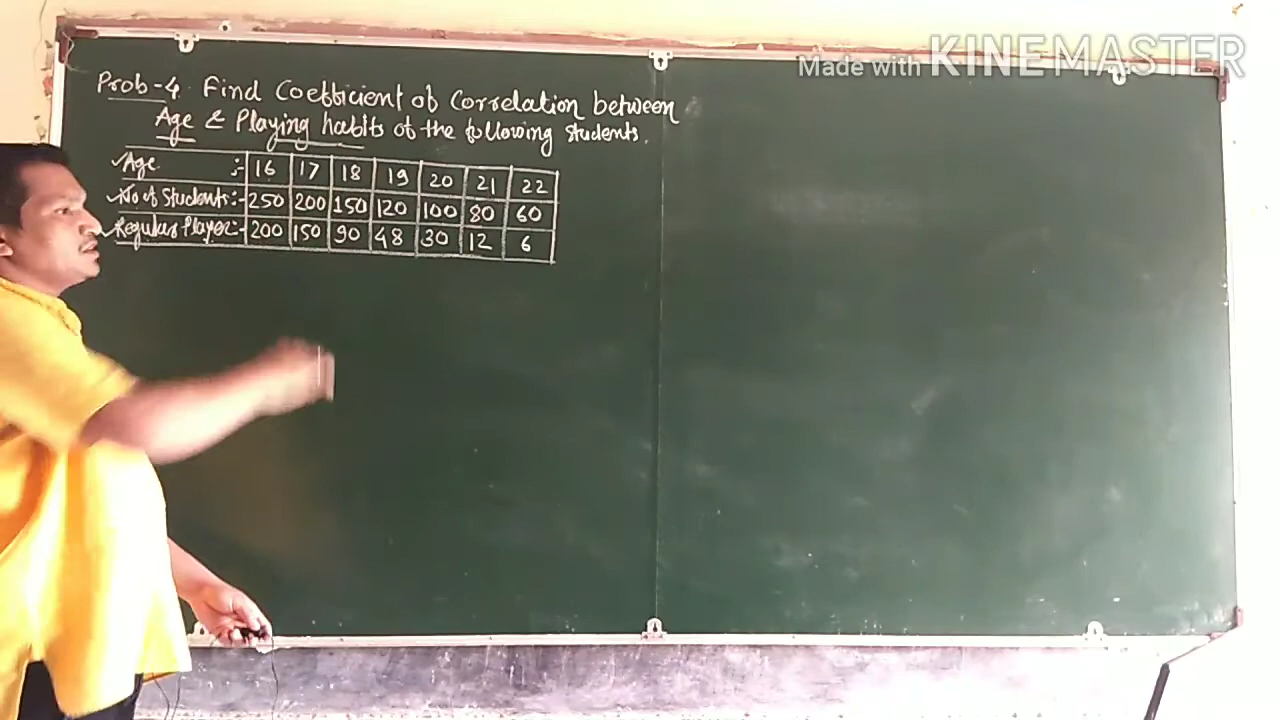 Made with KINEMASTER
Prob-4 Find Coefficient of Correlation between
Age & Playing habits of the following students.
✓Age :- 16 17 18 19 20 21 22
✓No of Students:- 250 200 150 120 100 80 60
✓Regular Player:- 200 150 90 48 30 12 6